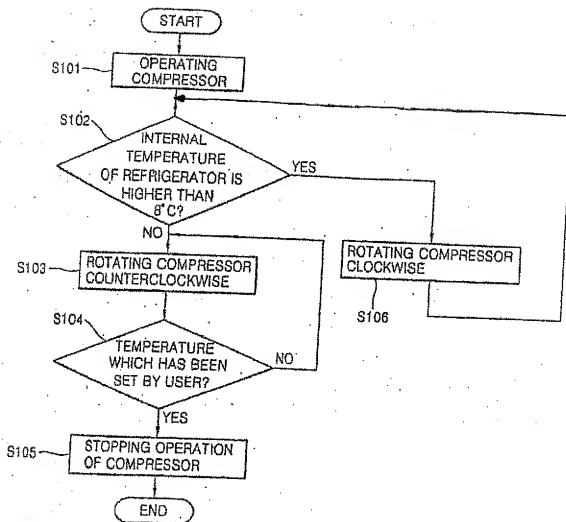 START
S101
OPERATING
COMPRESSOR
S102
INTERNAL
TEMPERATURE
OF REFRIGERATOR IS
HIGHER THAN
8°C?
YES
NO
S103
ROTATING COMPRESSOR
COUNTERCLOCKWISE
ROTATING COMPRESSOR
CLOCKWISE
S106
S104
TEMPERATURE
WHICH HAS BEEN
SET BY USER?
NO
YES
S105
STOPPING OPERATION
OF COMPRESSOR
END